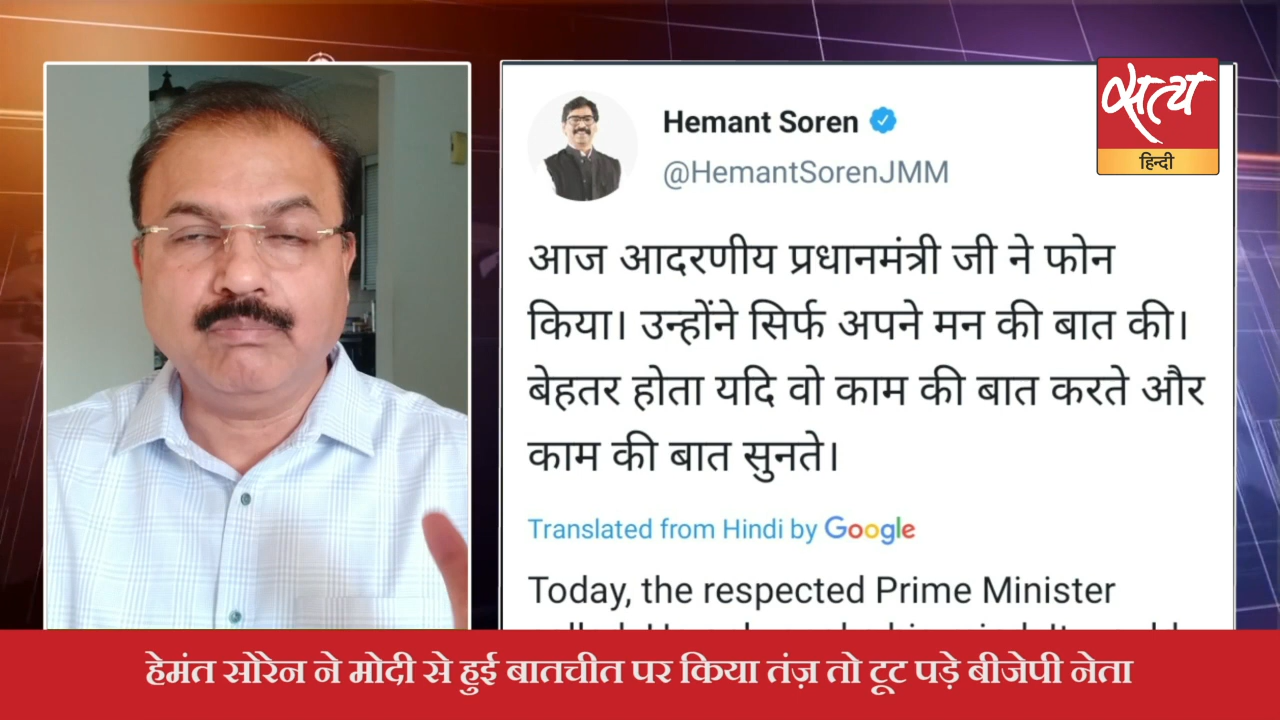 Hemant Soren
@HemantSorenJMM
सत्य
हिन्दी
आज आदरणीय प्रधानमंत्री जी ने फोन
किया। उन्होंने सिर्फ अपने मन की बात की।
बेहतर होता यदि वो काम की बात करते और
काम की बात सुनते।
Translated from Hindi by Google
Today, the respected Prime Minister
हेमंत सोरेन ने मोदी से हुई बातचीत पर किया तंज़ तो टूट पड़े बीजेपी नेता